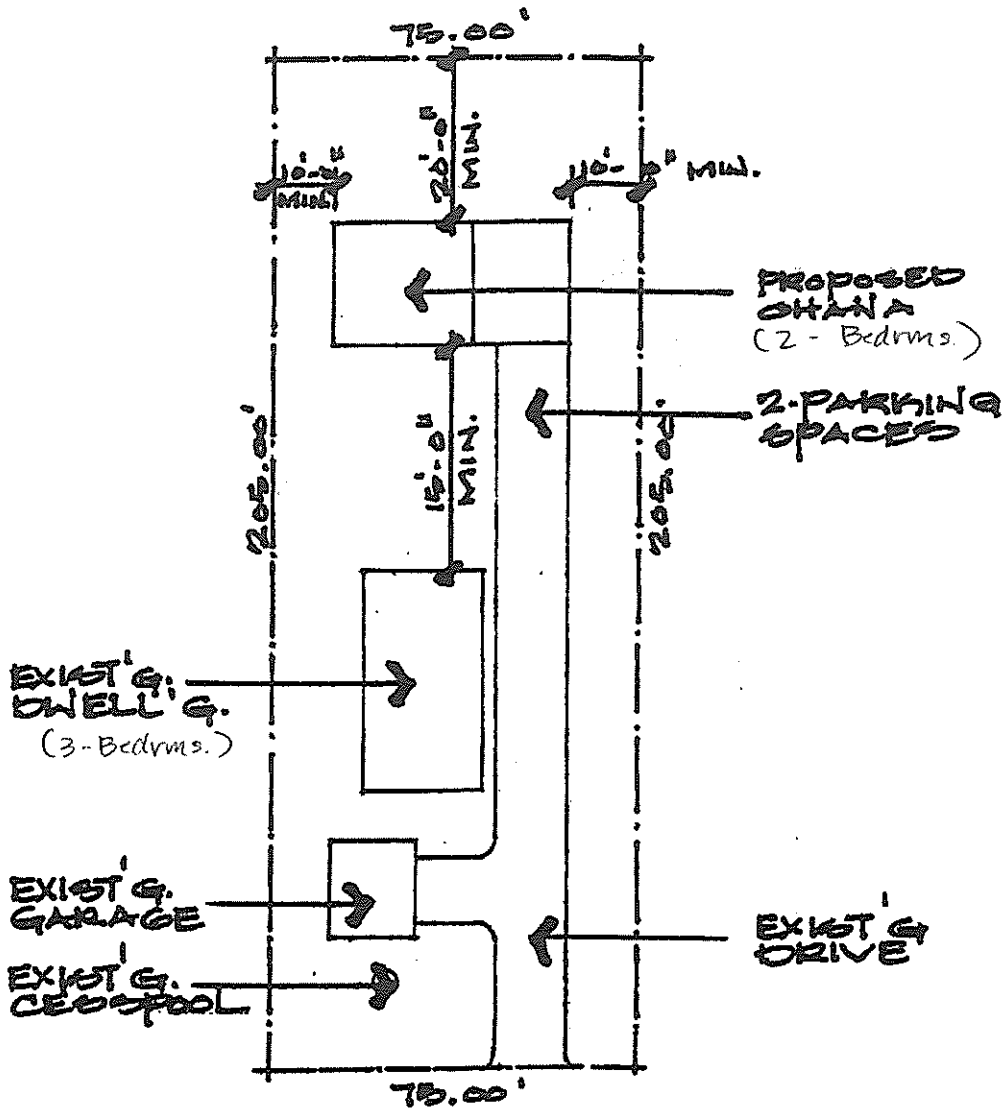 75.00'
20'-0"
MIN.
10'-0"
MIN.
10'-0" MIN.
PROPOSED
OHANA
(2 - Bedrms.)
2-PARKING
SPACES
205.00'
15'-0"
MIN.
205.00'
EXIST'G.
DWELL'G.
(3-Bedrms.)
EXIST'G.
GARAGE
EXIST'G
DRIVE
EXIST'G.
CESSPOOL
75.00'